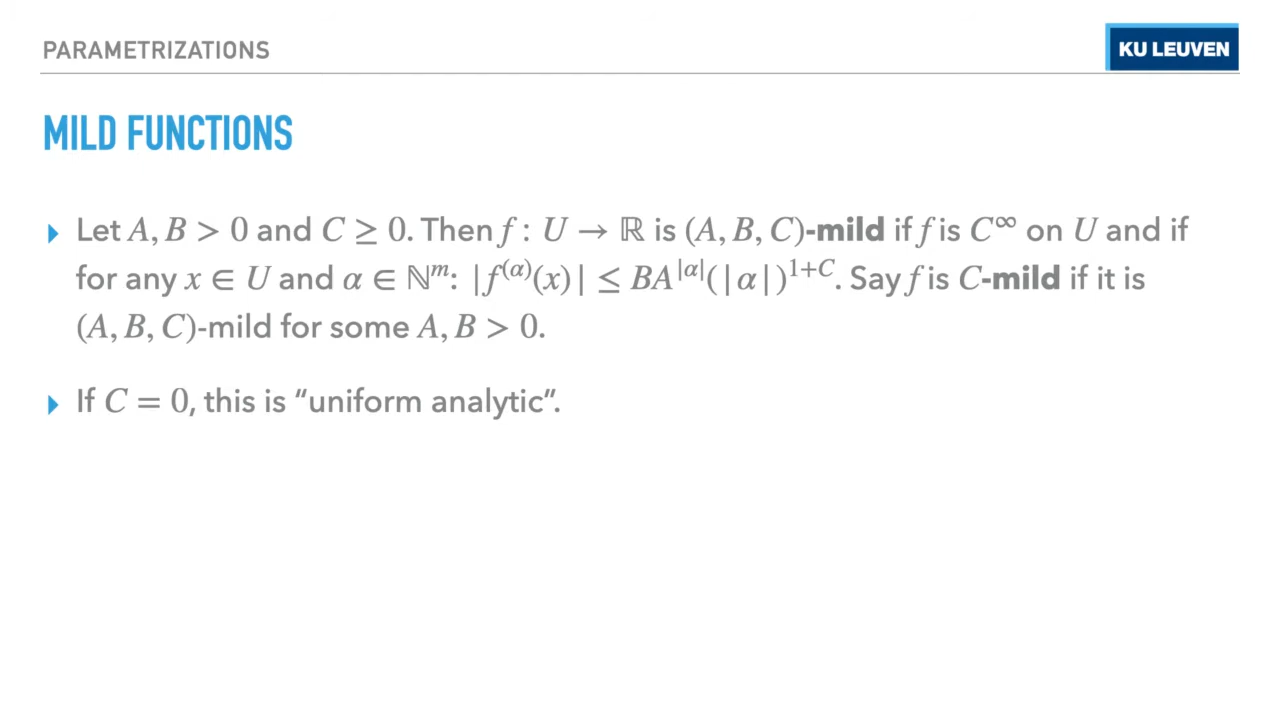 PARAMETRIZATIONS
KU LEUVEN
MILD FUNCTIONS
▸ Let A, B > 0 and C ≥ 0. Then f : U → ℝ is (A, B, C)-mild if f is C^∞ on U and if
for any x ∈ U and α ∈ ℕ^m: |f^(α)(x)| ≤ BA^|α|(|α|)^1+C. Say f is C-mild if it is
(A, B, C)-mild for some A, B > 0.
▸ If C = 0, this is “uniform analytic”.